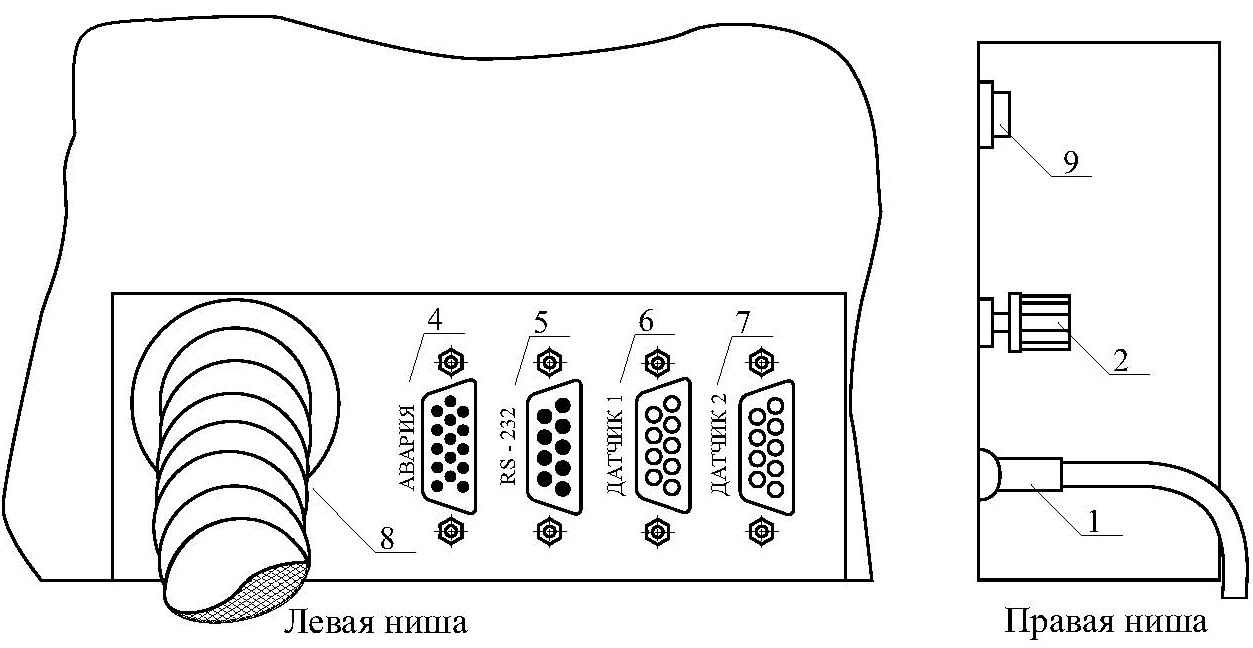 4
5
6
7
АВАРИЯ
RS - 232
ДАТЧИК 1
ДАТЧИК 2
8
Левая ниша
9
2
1
Правая ниша